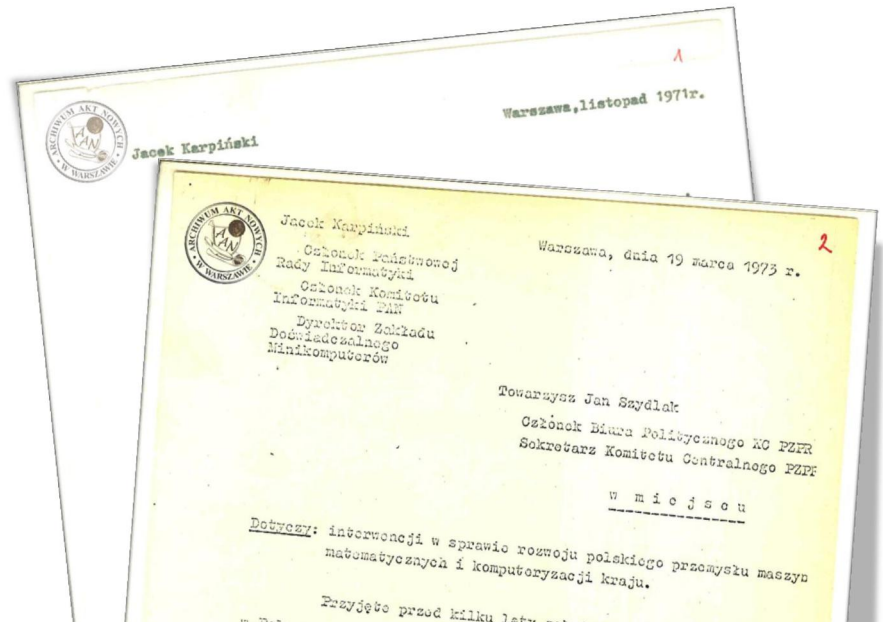 1
Warszawa,listopad 1971r.
ARCHIWUM AKT NOWYCH
AAN
W WARSZAWIE
Jacek Karpiński
2
ARCHIWUM AKT NOWYCH
AAN
W WARSZAWIE
Jacek Karpiński
Warszawa, dnia 19 marca 1973 r.
Członek Państwowej
Rady Informatyki
Członek Komitetu
Informatyki PAN
Dyrektor Zakładu
Doświadczalnego
Minikomputerów
Towarzysz Jan Szydlak
Członek Biura Politycznego KC PZPR
Sekretarz Komitetu Centralnego PZPR
w miejscu
Dotyczy: interwencji w sprawie rozwoju polskiego przemysłu maszyn
matematycznych i komputeryzacji kraju.
Przyjęte przed kilku laty